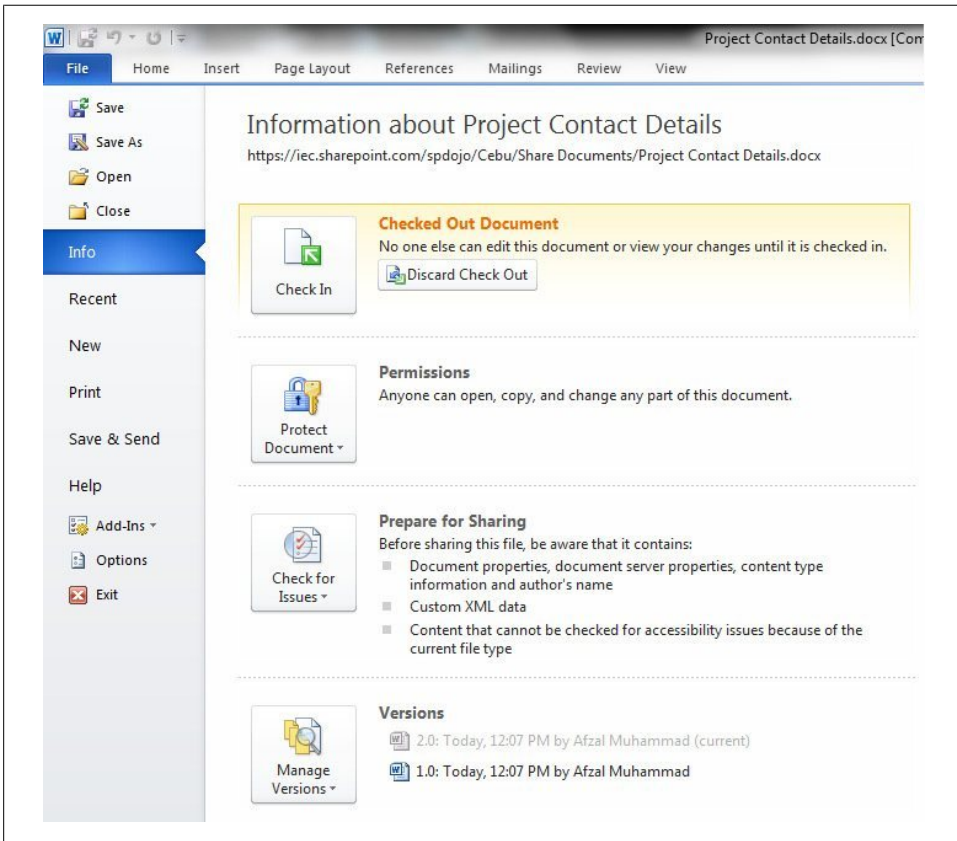 W
Project Contact Details.docx [Com
File Home Insert Page Layout References Mailings Review View
Save
Save As
Open
Close
Info
Recent
New
Print
Save & Send
Help
Add-Ins
Options
Exit
Information about Project Contact Details
https://iec.sharepoint.com/spdojo/Cebu/Share Documents/Project Contact Details.docx
Check In
Checked Out Document
No one else can edit this document or view your changes until it is checked in.
Discard Check Out
Protect
Document
Permissions
Anyone can open, copy, and change any part of this document.
Check for
Issues
Prepare for Sharing
Before sharing this file, be aware that it contains:
Document properties, document server properties, content type
information and author's name
Custom XML data
Content that cannot be checked for accessibility issues because of the
current file type
Manage
Versions
Versions
2.0: Today, 12:07 PM by Afzal Muhammad (current)
1.0: Today, 12:07 PM by Afzal Muhammad